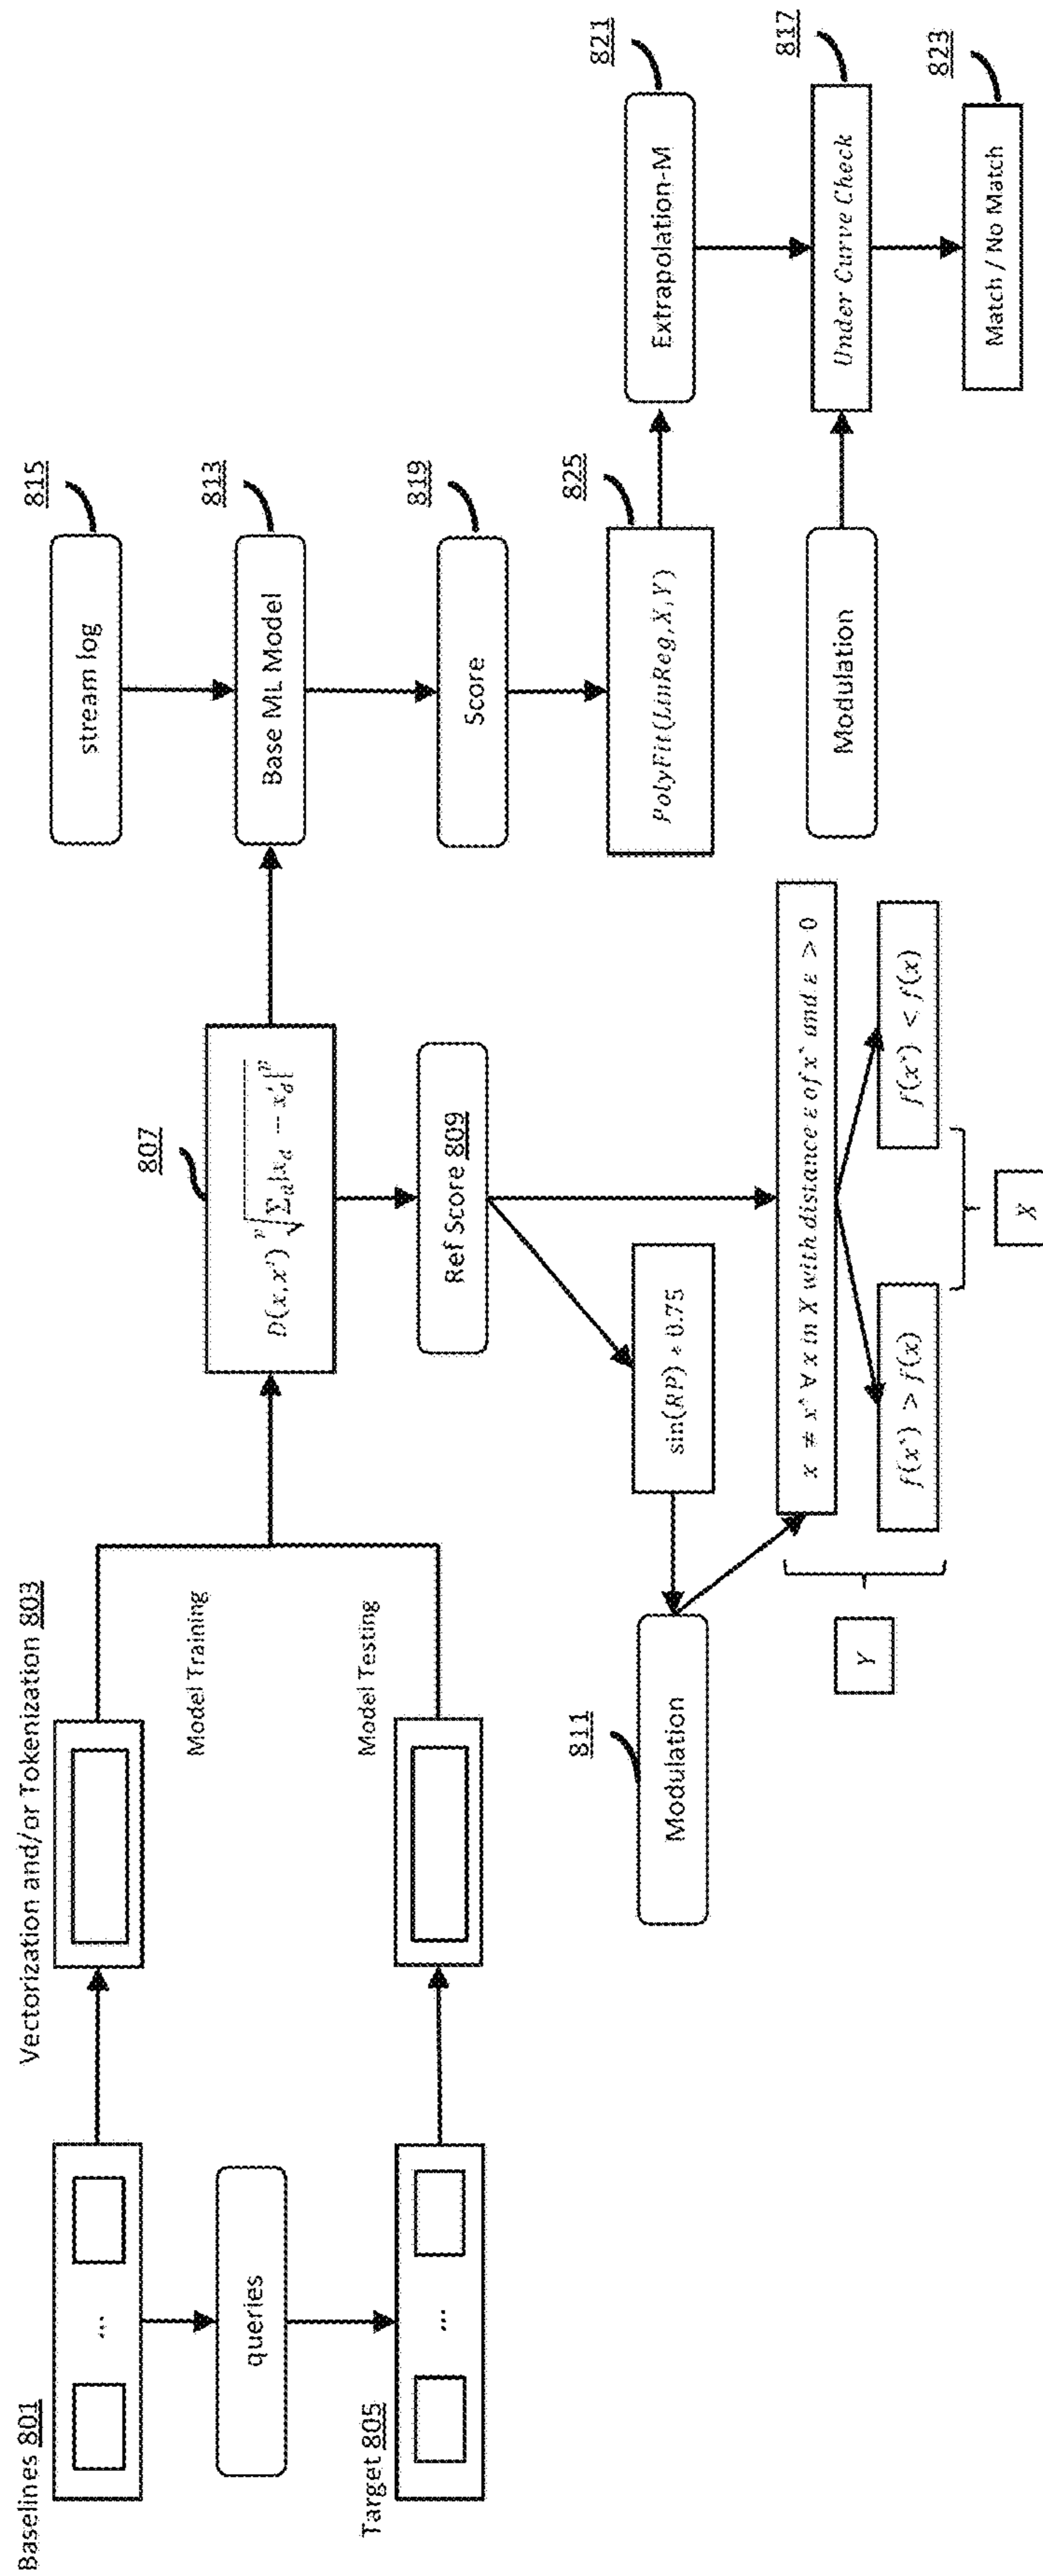 Baselines 801
...
queries
Target 805
...
Vectorization and/or Tokenization 803
Model Training
Model Testing
807
D(x, x') ᵖ√Σ_d|x_d − x'_d|ᵖ
Ref Score 809
sin(RP) * 0.75
811
Modulation
x ≠ x` ∀ x in X with distance ε of x` and ε > 0
f(x`) > f(x)
f(x`) < f(x)
Y
X
815
stream log
813
Base ML Model
819
Score
825
PolyFit(LinReg, X, Y)
821
Extrapolation-M
Modulation
817
Under Curve Check
823
Match / No Match